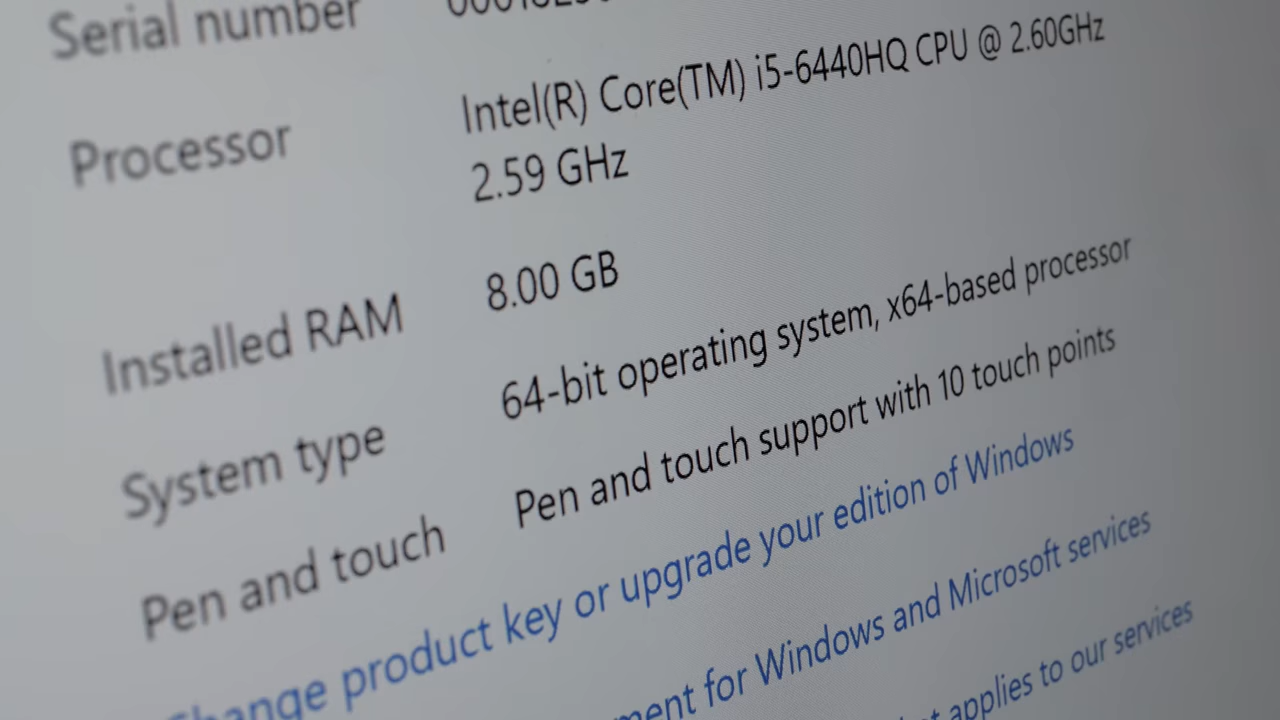 Serial number
Processor Intel(R) Core(TM) i5-6440HQ CPU @ 2.60GHz
2.59 GHz
Installed RAM 8.00 GB
System type 64-bit operating system, x64-based processor
Pen and touch Pen and touch support with 10 touch points
Change product key or upgrade your edition of Windows
for Windows and Microsoft services
applies to our services